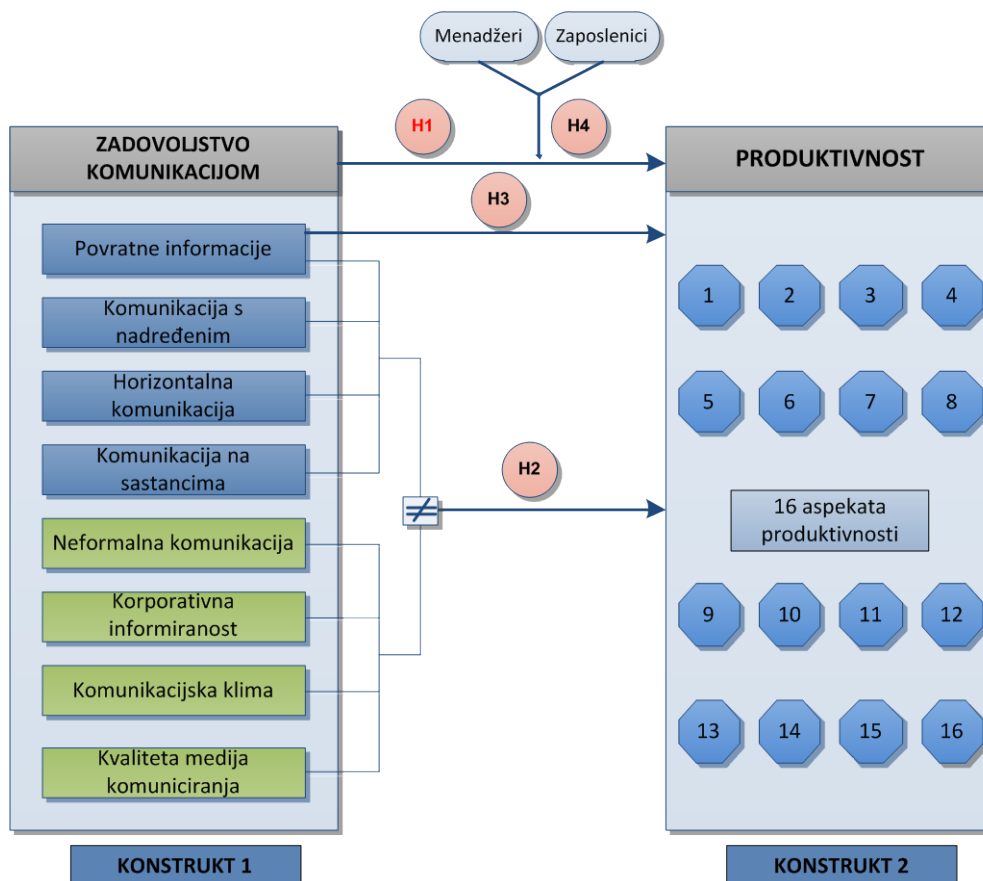 Menadžeri
Zaposlenici
H1
H4
ZADOVOLJSTVO
KOMUNIKACIJOM
PRODUKTIVNOST
H3
Povratne informacije
Komunikacija s
nadređenim
Horizontalna
komunikacija
Komunikacija na
sastancima
Neformalna komunikacija
Korporativna
informiranost
Komunikacijska klima
Kvaliteta medija
komuniciranja
≠
H2
1 2 3 4
5 6 7 8
16 aspekata
produktivnosti
9 10 11 12
13 14 15 16
KONSTRUKT 1
KONSTRUKT 2